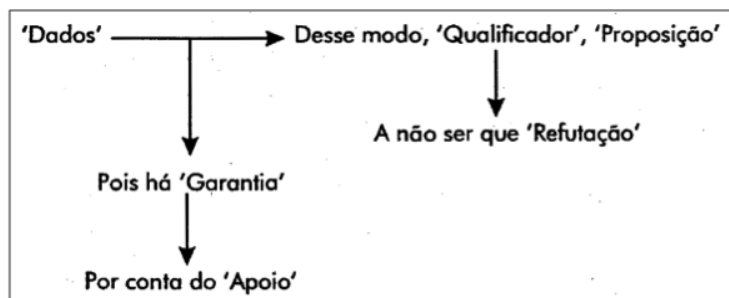 'Dados' Desse modo, 'Qualificador', 'Proposição'
A não ser que 'Refutação'
Pois há 'Garantia'
Por conta do 'Apoio'